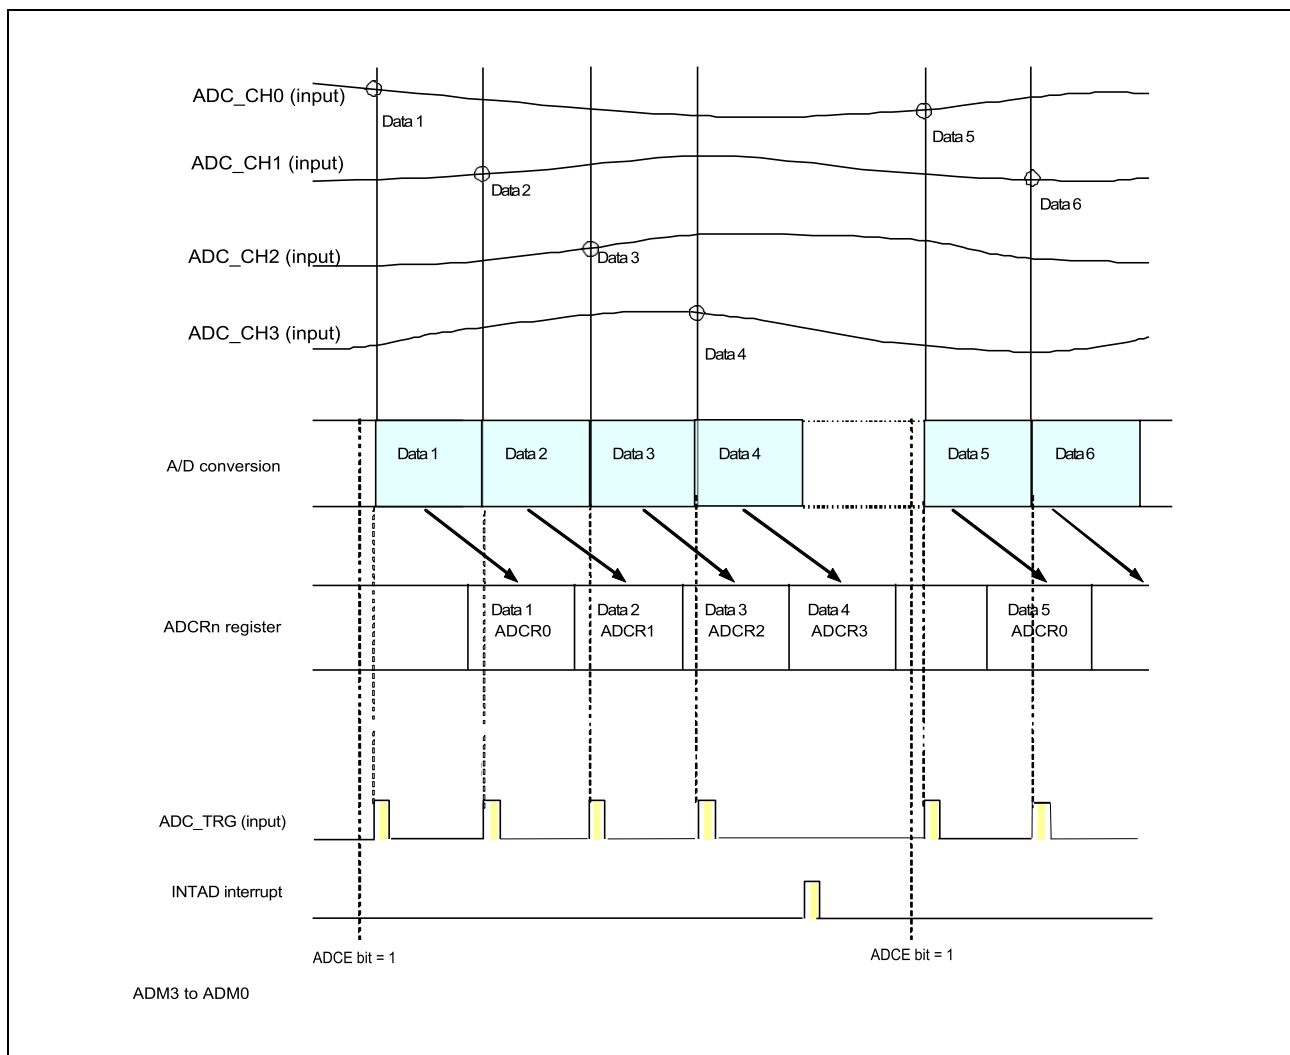 ADC_CH0 (input)
Data 1
Data 5
ADC_CH1 (input)
Data 2
Data 6
ADC_CH2 (input)
Data 3
ADC_CH3 (input)
Data 4
A/D conversion
Data 1
Data 2
Data 3
Data 4
Data 5
Data 6
ADCRn register
Data 1
ADCR0
Data 2
ADCR1
Data 3
ADCR2
Data 4
ADCR3
Data 5
ADCR0
ADC_TRG (input)
INTAD interrupt
ADCE bit = 1
ADCE bit = 1
ADM3 to ADM0